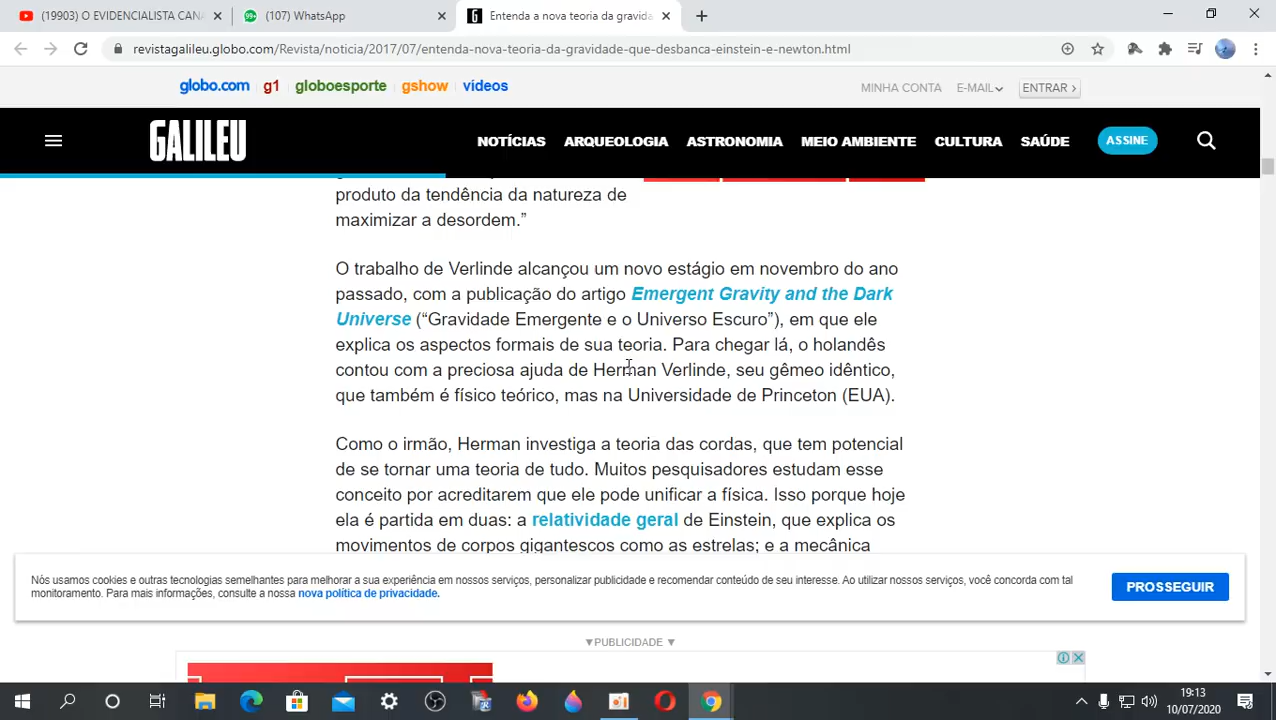 (19903) O EVIDENCIALISTA CANA
99+
(107) WhatsApp
Entenda a nova teoria da gravida
revistagalileu.globo.com/Revista/noticia/2017/07/entenda-nova-teoria-da-gravidade-que-desbanca-einstein-e-newton.html
globo.com g1 globoesporte gshow videos
MINHA CONTA E-MAIL ENTRAR >
GALILEU
NOTÍCIAS ARQUEOLOGIA ASTRONOMIA MEIO AMBIENTE CULTURA SAÚDE ASSINE
produto da tendência da natureza de
maximizar a desordem.”
O trabalho de Verlinde alcançou um novo estágio em novembro do ano
passado, com a publicação do artigo Emergent Gravity and the Dark
Universe (“Gravidade Emergente e o Universo Escuro”), em que ele
explica os aspectos formais de sua teoria. Para chegar lá, o holandês
contou com a preciosa ajuda de Herman Verlinde, seu gêmeo idêntico,
que também é físico teórico, mas na Universidade de Princeton (EUA).
Como o irmão, Herman investiga a teoria das cordas, que tem potencial
de se tornar uma teoria de tudo. Muitos pesquisadores estudam esse
conceito por acreditarem que ele pode unificar a física. Isso porque hoje
ela é partida em duas: a relatividade geral de Einstein, que explica os
movimentos de corpos gigantescos como as estrelas; e a mecânica
Nós usamos cookies e outras tecnologias semelhantes para melhorar a sua experiência em nossos serviços, personalizar publicidade e recomendar conteúdo de seu interesse. Ao utilizar nossos serviços, você concorda com tal
monitoramento. Para mais informações, consulte a nossa nova política de privacidade.
PROSSEGUIR
▼PUBLICIDADE ▼
19:13
10/07/2020